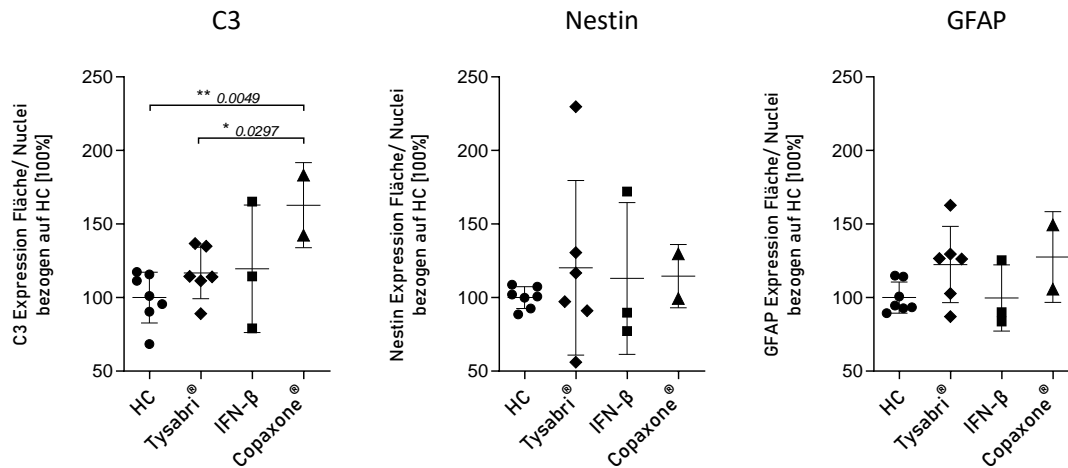 C3
C3 Expression Fläche/ Nuclei
bezogen auf HC [100%]
250
200
150
100
50
** 0.0049
* 0.0297
HC
Tysabri®
IFN-β
Copaxone®
Nestin
Nestin Expression Fläche/ Nuclei
bezogen auf HC [100%]
250
200
150
100
50
HC
Tysabri®
IFN-β
Copaxone®
GFAP
GFAP Expression Fläche/ Nuclei
bezogen auf HC [100%]
250
200
150
100
50
HC
Tysabri®
IFN-β
Copaxone®